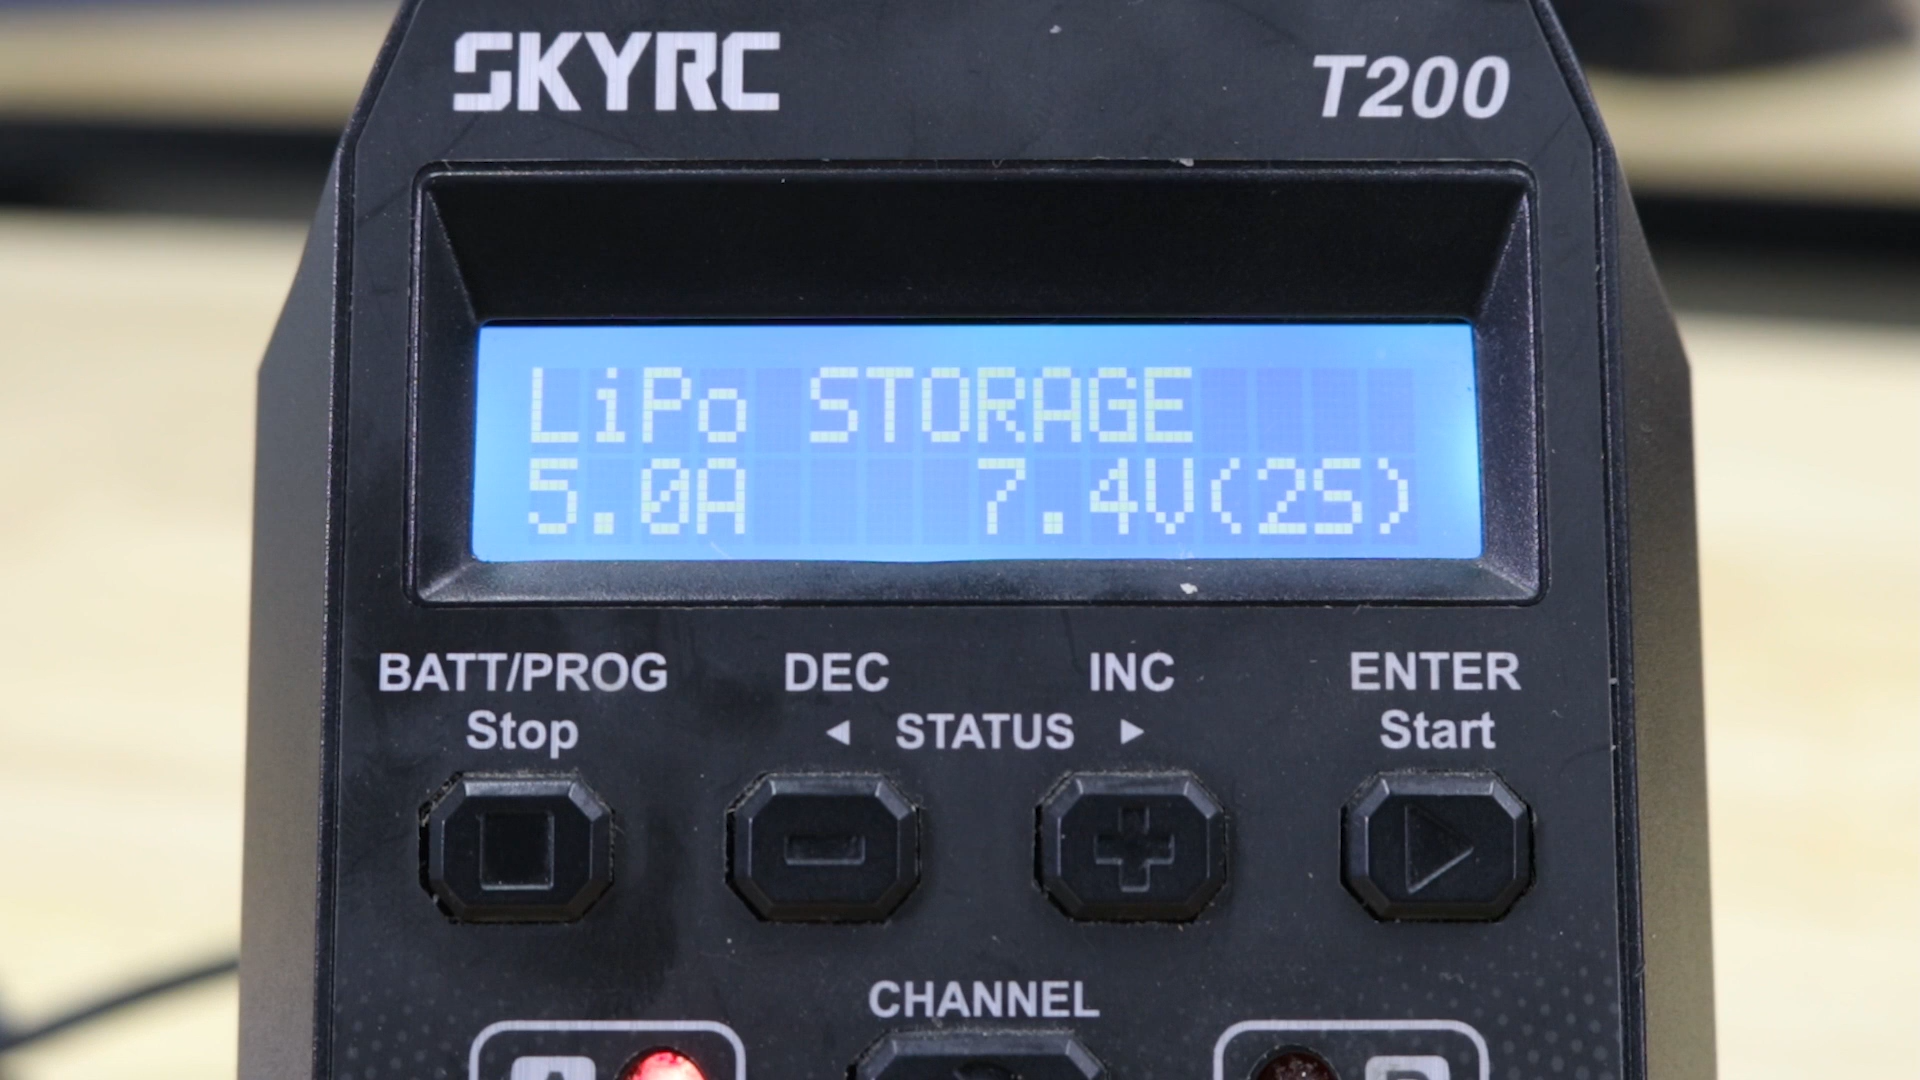 SKYRC T200
LiPo STORAGE
5.0A 7.4V(2S)
BATT/PROG DEC INC ENTER
Stop ◄ STATUS ► Start
CHANNEL
A